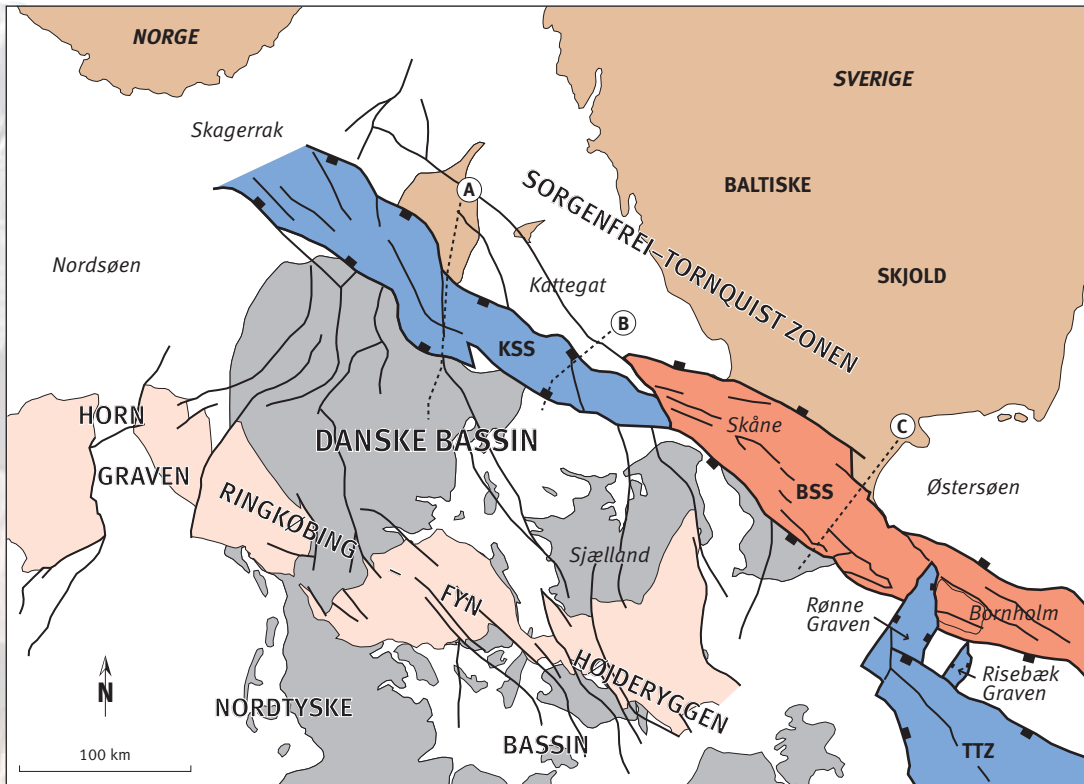 NORGE
SVERIGE
Skagerrak
BALTISKE
SKJOLD
A
SORGENFREI–TORNQUIST ZONEN
Nordsøen
Kattegat
B
KSS
HORN
GRAVEN
DANSKE BASSIN
Skåne
C
BSS
Østersøen
RINGKØBING
FYN
HØJDERYGGEN
Sjælland
Rønne
Graven
Bornholm
Risebæk
Graven
N
NORDTYSKE
BASSIN
TTZ
100 km